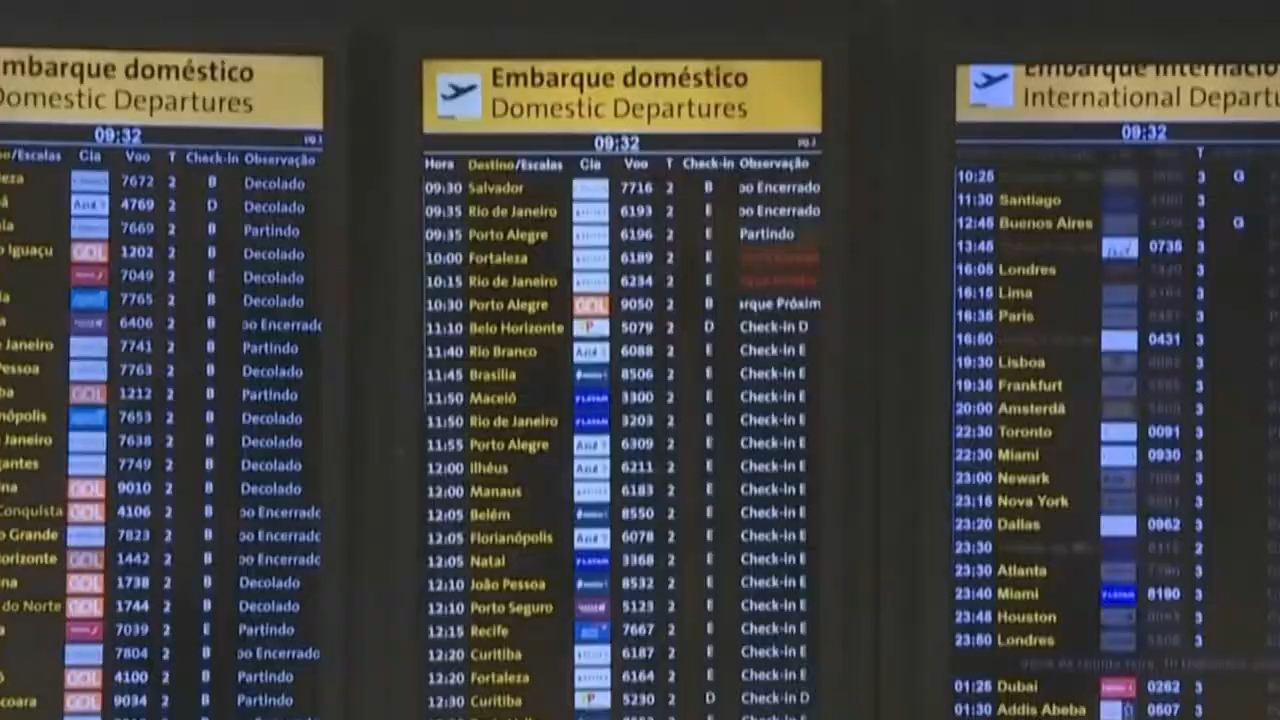 mbarque doméstico
Domestic Departures
09:32
Escalas Cia Voo T Check-in Observação
eza 7672 2 B Decolado
4769 2 D Decolado
7669 2 B Partindo
Iguaçu GOL 1202 2 B Decolado
7049 2 E Decolado
7765 2 B Decolado
6406 2 B Encerrado
Janeiro 7741 2 B Partindo
Pessoa 7763 2 B Decolado
ba GOL 1212 2 B Partindo
nópolis 7653 2 B Decolado
Janeiro 7638 2 B Decolado
gantes 7749 2 B Decolado
na GOL 9010 2 B Decolado
Conquista GOL 4106 2 B ɔo Encerrado
o Grande 7823 2 B ɔo Encerrado
orizonte GOL 1442 2 B ɔo Encerrado
na GOL 1738 2 B Decolado
do Norte GOL 1744 2 B Decolado
a 7039 2 E Partindo
7804 2 B ɔo Encerrado
GOL 4100 2 B Partindo
coara GOL 9034 2 B Partindo
Embarque doméstico
Domestic Departures
09:32
Hora Destino/Escalas Cia Voo T Check-in Observação
09:30 Salvador 7716 2 B ɔo Encerrado
09:35 Rio de Janeiro 6193 2 E ɔo Encerrado
09:35 Porto Alegre 6196 2 E Partindo
10:00 Fortaleza 6189 2 E
10:15 Rio de Janeiro 6234 2 E
10:30 Porto Alegre GOL 9050 2 B arque Próxim
11:10 Belo Horizonte 5079 2 D Check-in D
11:40 Rio Branco Azul 6088 2 E Check-in E
11:45 Brasília 8506 2 E Check-in E
11:50 Maceió LATAM 3300 2 E Check-in E
11:50 Rio de Janeiro LATAM 3203 2 E Check-in E
11:55 Porto Alegre Azul 6309 2 E Check-in E
12:00 Ilhéus Azul 6211 2 E Check-in E
12:00 Manaus 6183 2 E Check-in E
12:05 Belém 8550 2 E Check-in E
12:05 Florianópolis Azul 6078 2 E Check-in E
12:05 Natal LATAM 3368 2 E Check-in E
12:10 João Pessoa 8532 2 E Check-in E
12:10 Porto Seguro 5123 2 E Check-in E
12:15 Recife 7667 2 E Check-in E
12:20 Curitiba 6187 2 E Check-in E
12:20 Fortaleza 6164 2 E Check-in E
12:30 Curitiba 5230 2 D Check-in D
Embarque internacio
International Departu
09:32
T
10:25 3 G
11:30 Santiago 3
12:45 Buenos Aires 3 G
13:45 0735 3
16:05 Londres 3
16:15 Lima 3
16:35 Paris 3
16:50 0431 3
19:30 Lisboa 3
19:35 Frankfurt 3
20:00 Amsterdã 3
22:30 Toronto 0091 3
22:30 Miami 0930 3
23:00 Newark 3
23:15 Nova York 3
23:20 Dallas 0962 3
23:30 2
23:30 Atlanta 3
23:40 Miami LATAM 8190 3
23:45 Houston 3
23:50 Londres 3
01:25 Dubai 0262 3
01:30 Addis Abeba 0507 3